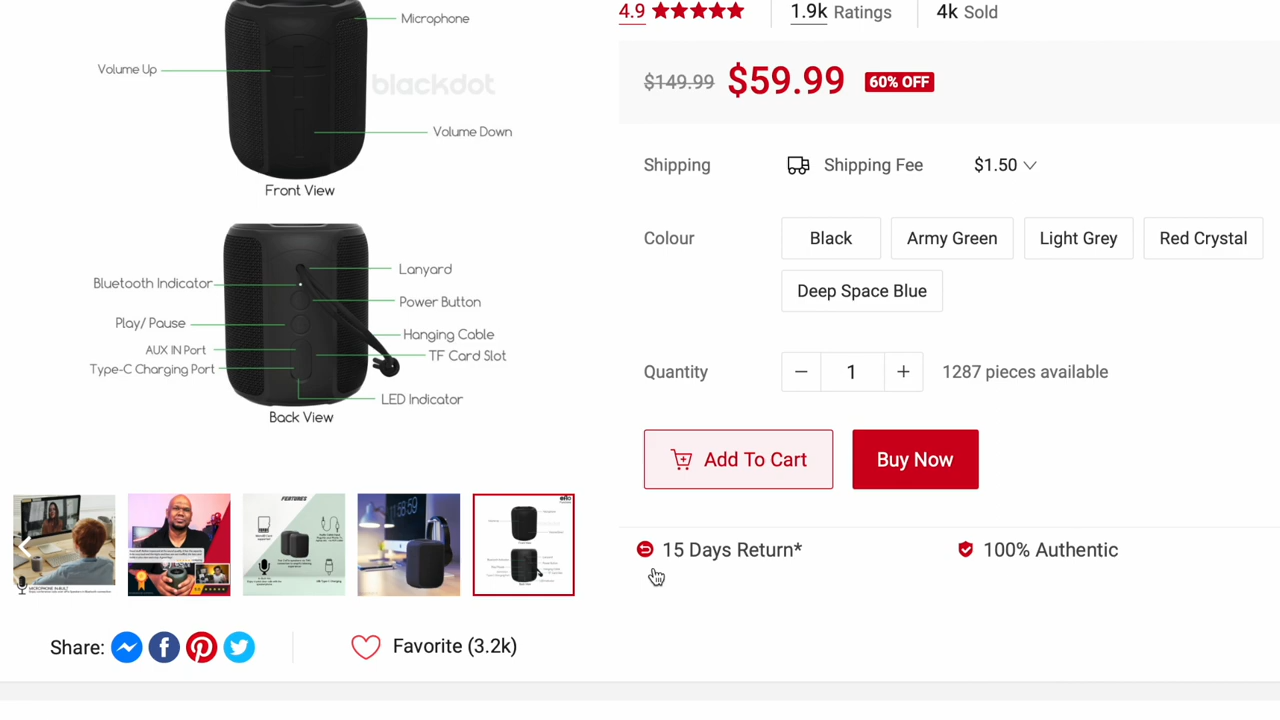 Microphone
Volume Up
blackdot
Volume Down
Front View
Lanyard
Bluetooth Indicator
Power Button
Play/ Pause
Hanging Cable
AUX IN Port
TF Card Slot
Type-C Charging Port
LED Indicator
Back View
FEATURES
MICROPHONE IN-BUILT
Share:
Favorite (3.2k)
4.9
1.9k Ratings
4k Sold
$149.99 $59.99 60% OFF
Shipping Shipping Fee $1.50
Colour Black Army Green Light Grey Red Crystal
Deep Space Blue
Quantity − 1 + 1287 pieces available
Add To Cart Buy Now
15 Days Return* 100% Authentic